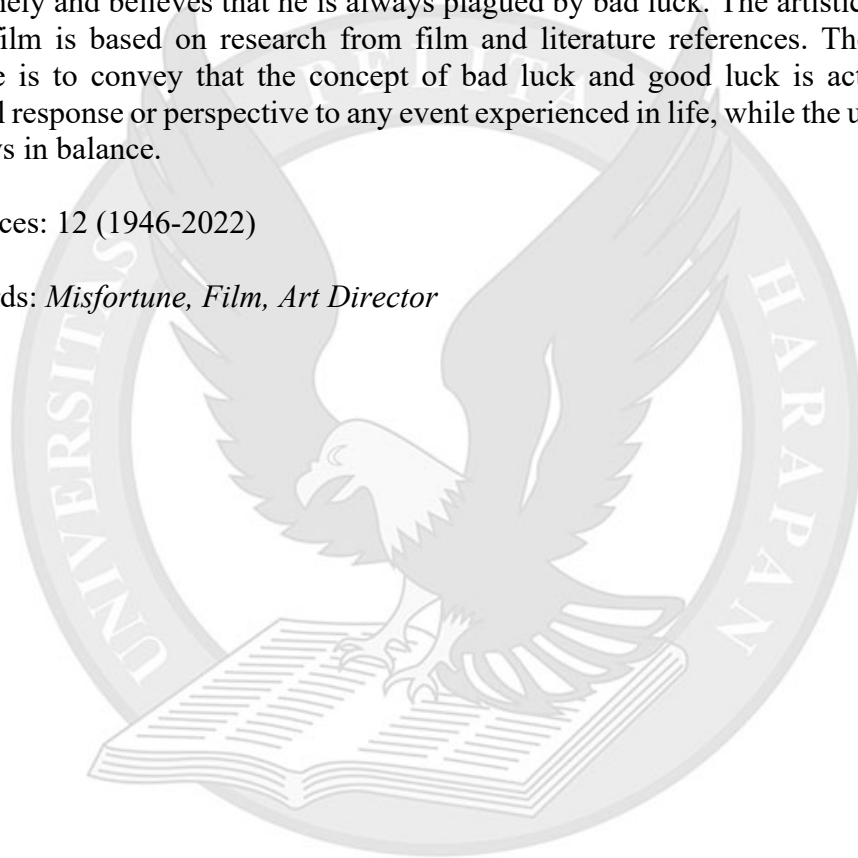 nely and believes that he is always plagued by bad luck. The artistic
film is based on research from film and literature references. The
e is to convey that the concept of bad luck and good luck is act
l response or perspective to any event experienced in life, while the u
ys in balance.
ces: 12 (1946-2022)
rds: Misfortune, Film, Art Director
UNIVERSITAS
PELITA
HARAPAN